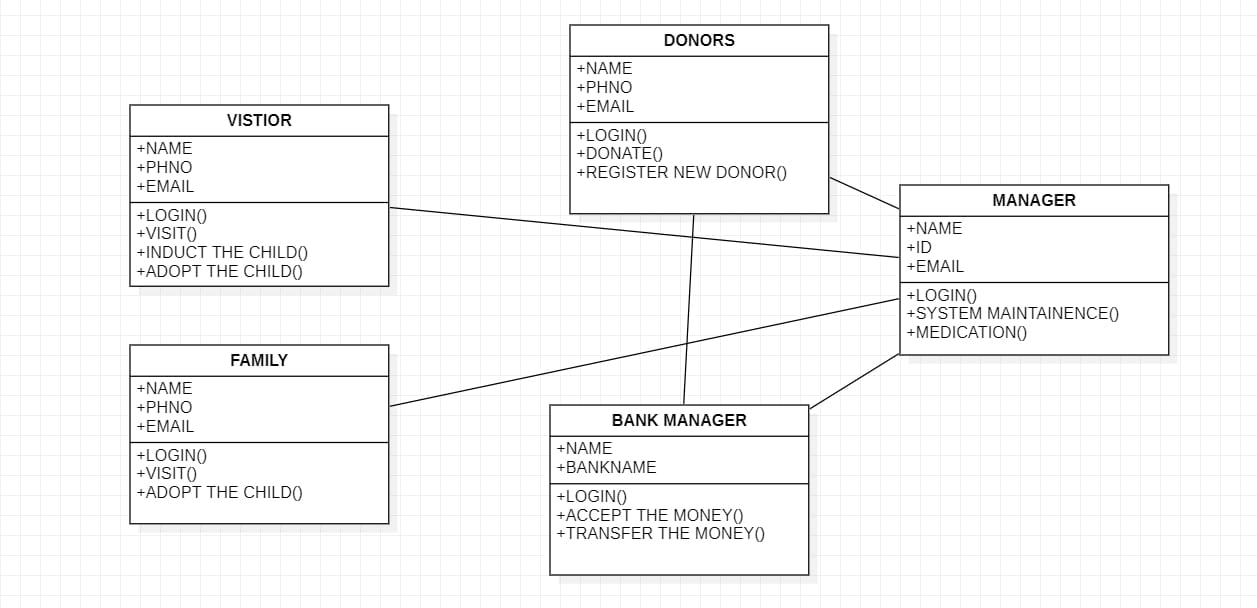 DONORS
+NAME
+PHNO
+EMAIL
+LOGIN()
+DONATE()
+REGISTER NEW DONOR()
VISTIOR
+NAME
+PHNO
+EMAIL
+LOGIN()
+VISIT()
+INDUCT THE CHILD()
+ADOPT THE CHILD()
MANAGER
+NAME
+ID
+EMAIL
+LOGIN()
+SYSTEM MAINTAINENCE()
+MEDICATION()
FAMILY
+NAME
+PHNO
+EMAIL
+LOGIN()
+VISIT()
+ADOPT THE CHILD()
BANK MANAGER
+NAME
+BANKNAME
+LOGIN()
+ACCEPT THE MONEY()
+TRANSFER THE MONEY()